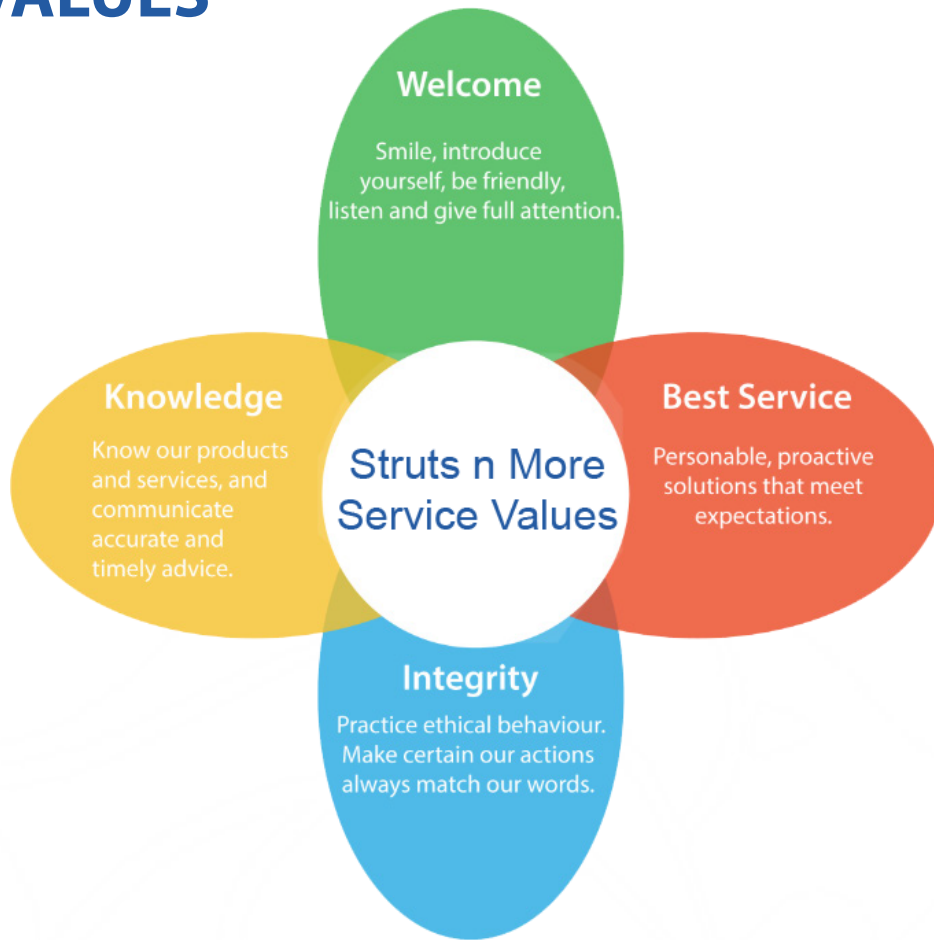 VALUES
Welcome
Smile, introduce
yourself, be friendly,
listen and give full attention.
Knowledge
Know our products
and services, and
communicate
accurate and
timely advice.
Struts n More
Service Values
Best Service
Personable, proactive
solutions that meet
expectations.
Integrity
Practice ethical behaviour.
Make certain our actions
always match our words.